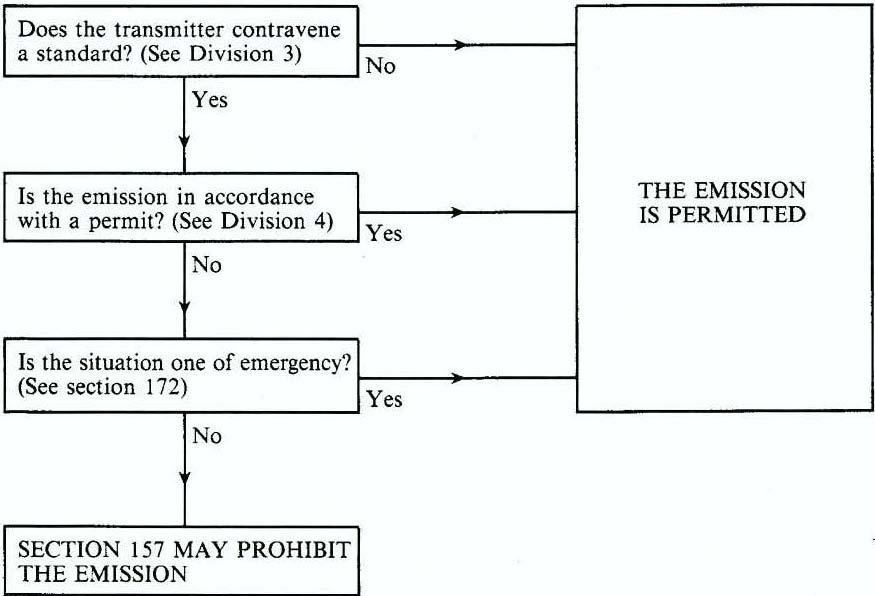 Does the transmitter contravene
a standard? (See Division 3)
No
Yes
Is the emission in accordance
with a permit? (See Division 4)
Yes
No
Is the situation one of emergency?
(See section 172)
Yes
No
SECTION 157 MAY PROHIBIT
THE EMISSION
THE EMISSION
IS PERMITTED